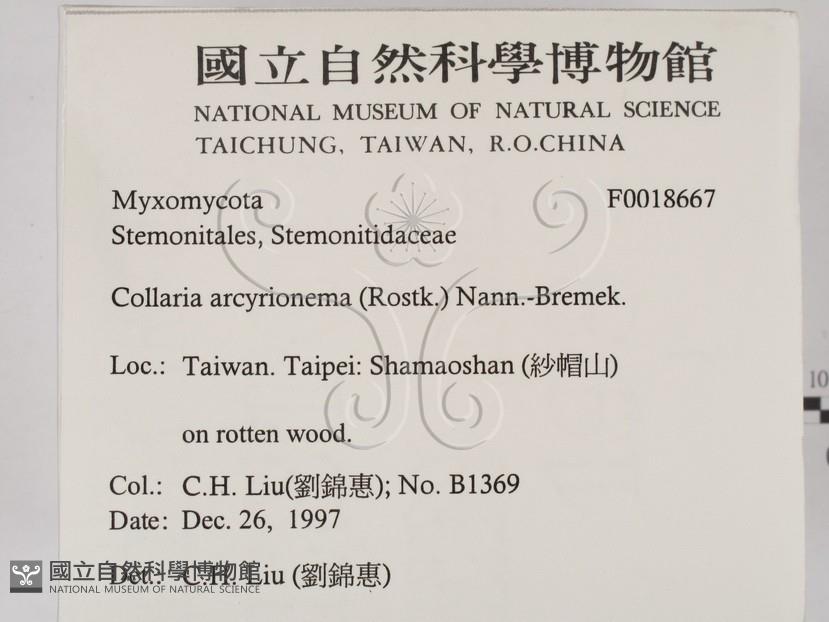 國立自然科學博物館
NATIONAL MUSEUM OF NATURAL SCIENCE
TAICHUNG, TAIWAN, R.O.CHINA
Myxomycota F0018667
Stemonitales, Stemonitidaceae
Collaria arcyrionema (Rostk.) Nann.-Bremek.
Loc.: Taiwan. Taipei: Shamaoshan (紗帽山)
on rotten wood.
Col.: C.H. Liu(劉錦惠); No. B1369
Date: Dec. 26, 1997
Det.: C.H. Liu (劉錦惠)
國立自然科學博物館
NATIONAL MUSEUM OF NATURAL SCIENCE
10